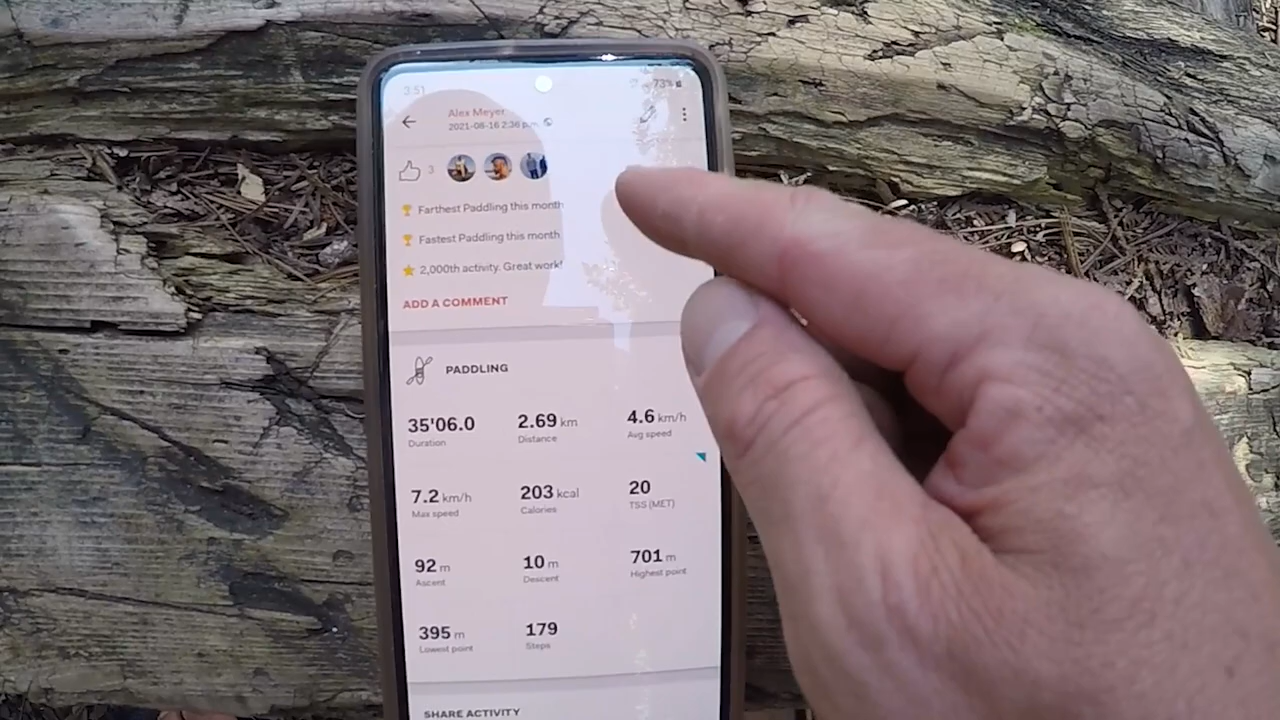 3:51
73%
Alex Meyer
2021-08-16 2:36 p.m.
3
Farthest Paddling this month
Fastest Paddling this month
2,000th activity. Great work!
ADD A COMMENT
PADDLING
35'06.0 2.69 km 4.6 km/h
Duration Distance Avg speed
7.2 km/h 203 kcal 20
Max speed Calories TSS (MET)
92 m 10 m 701 m
Ascent Descent Highest point
395 m 179
Lowest point Steps
SHARE ACTIVITY